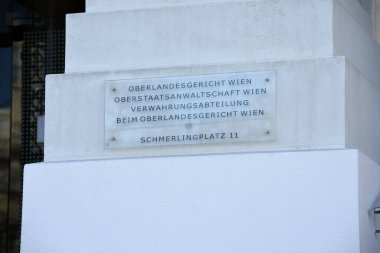 OBERLANDESGERICHT WIEN
OBERSTAATSANWALTSCHAFT WIEN
VERWAHRUNGSABTEILUNG
BEIM OBERLANDESGERICHT WIEN
SCHMERLINGPLATZ 11